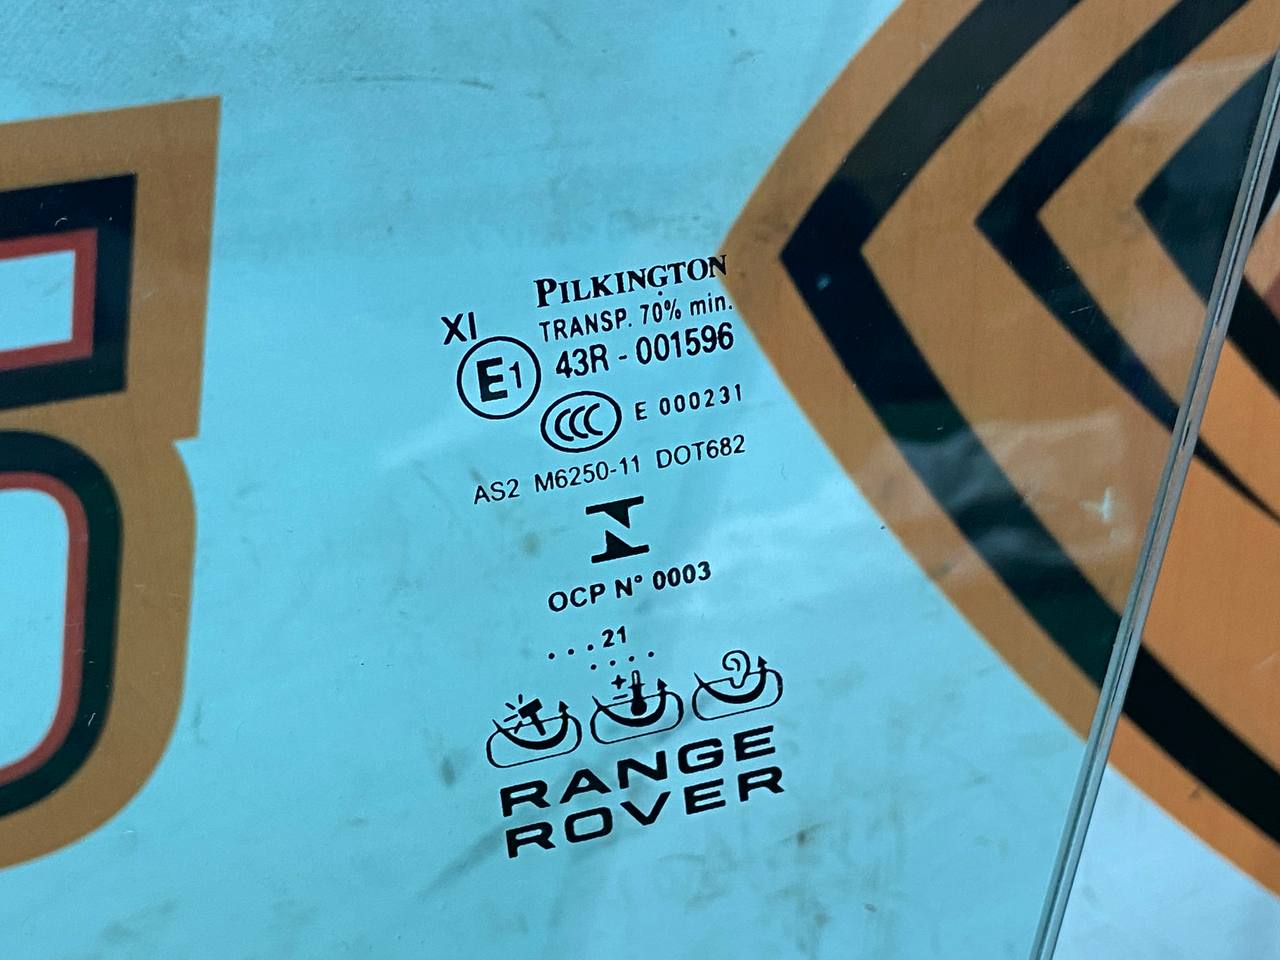 PILKINGTON
TRANSP. 70% min.
XI
E1 43R - 001596
CCC E 000231
AS2 M6250-11 DOT682
OCP N° 0003
. . . 21
. . . .
RANGE
ROVER